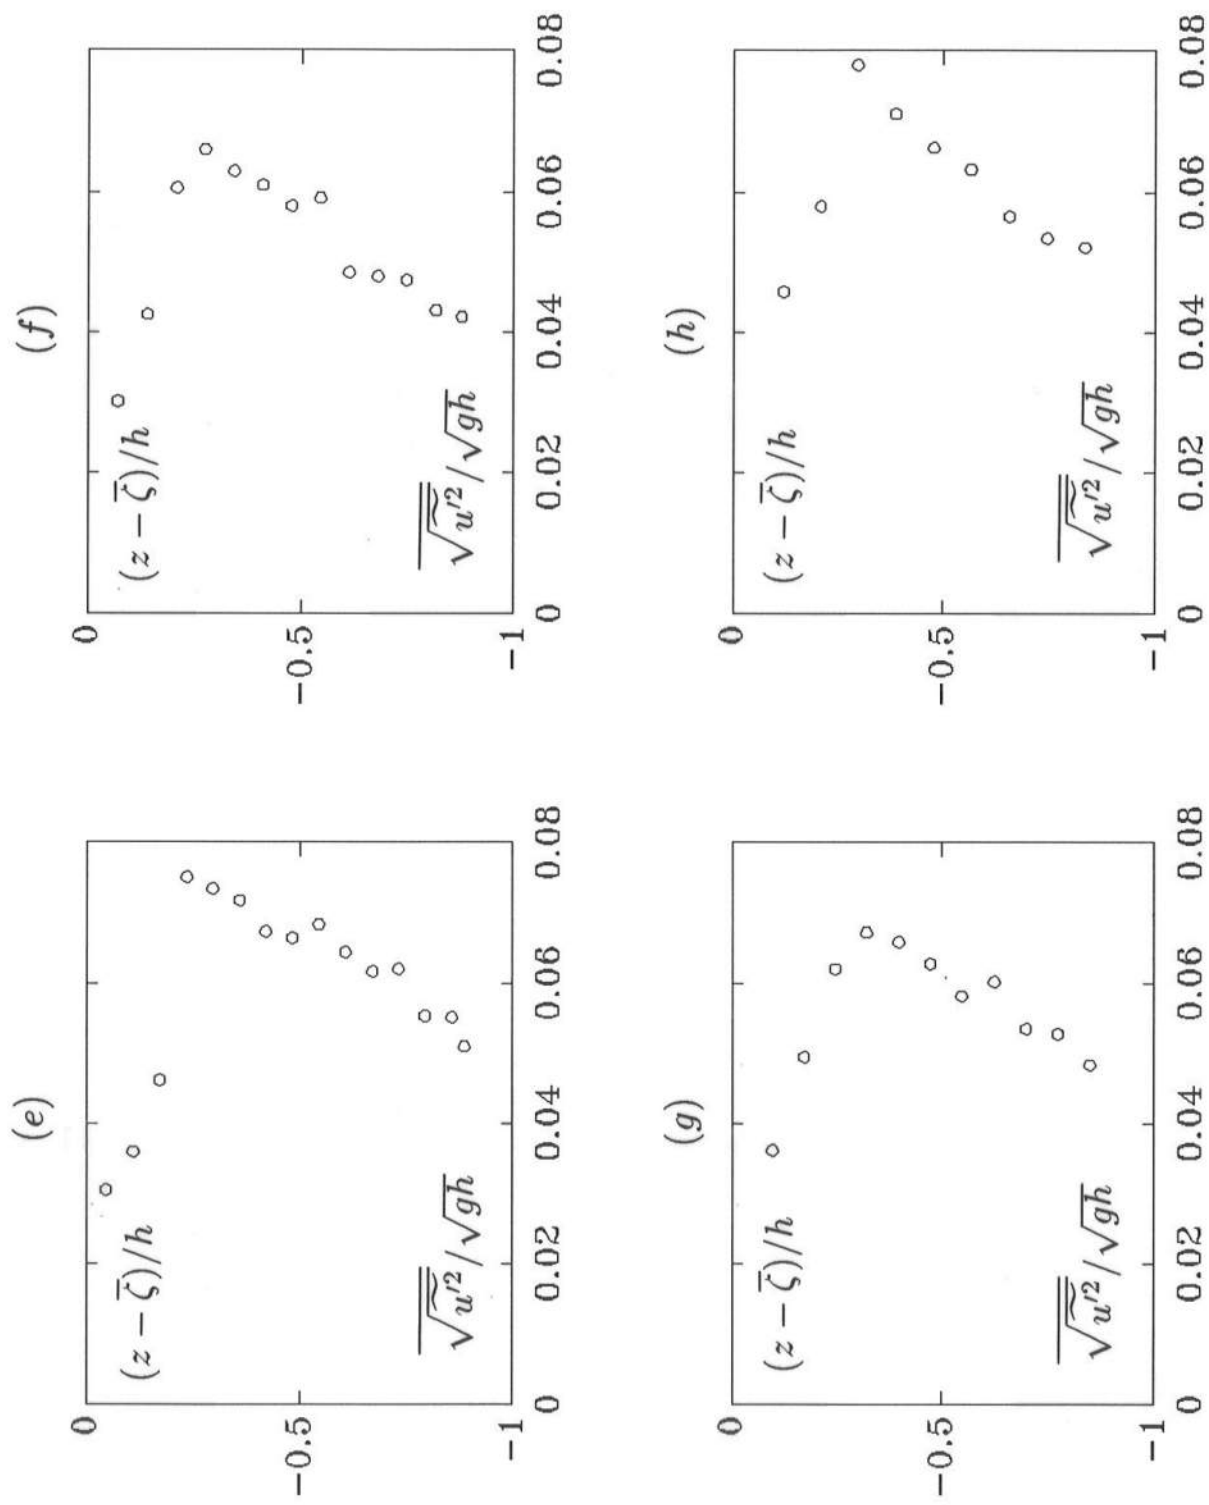 (e)
0
−0.5
−1
(z − ζ̅)/h
√u′² / √gh
0
0.02
0.04
0.06
0.08
(f)
0
−0.5
−1
(z − ζ̅)/h
√u′² / √gh
0
0.02
0.04
0.06
0.08
(g)
0
−0.5
−1
(z − ζ̅)/h
√u′² / √gh
0
0.02
0.04
0.06
0.08
(h)
0
−0.5
−1
(z − ζ̅)/h
√u′² / √gh
0
0.02
0.04
0.06
0.08